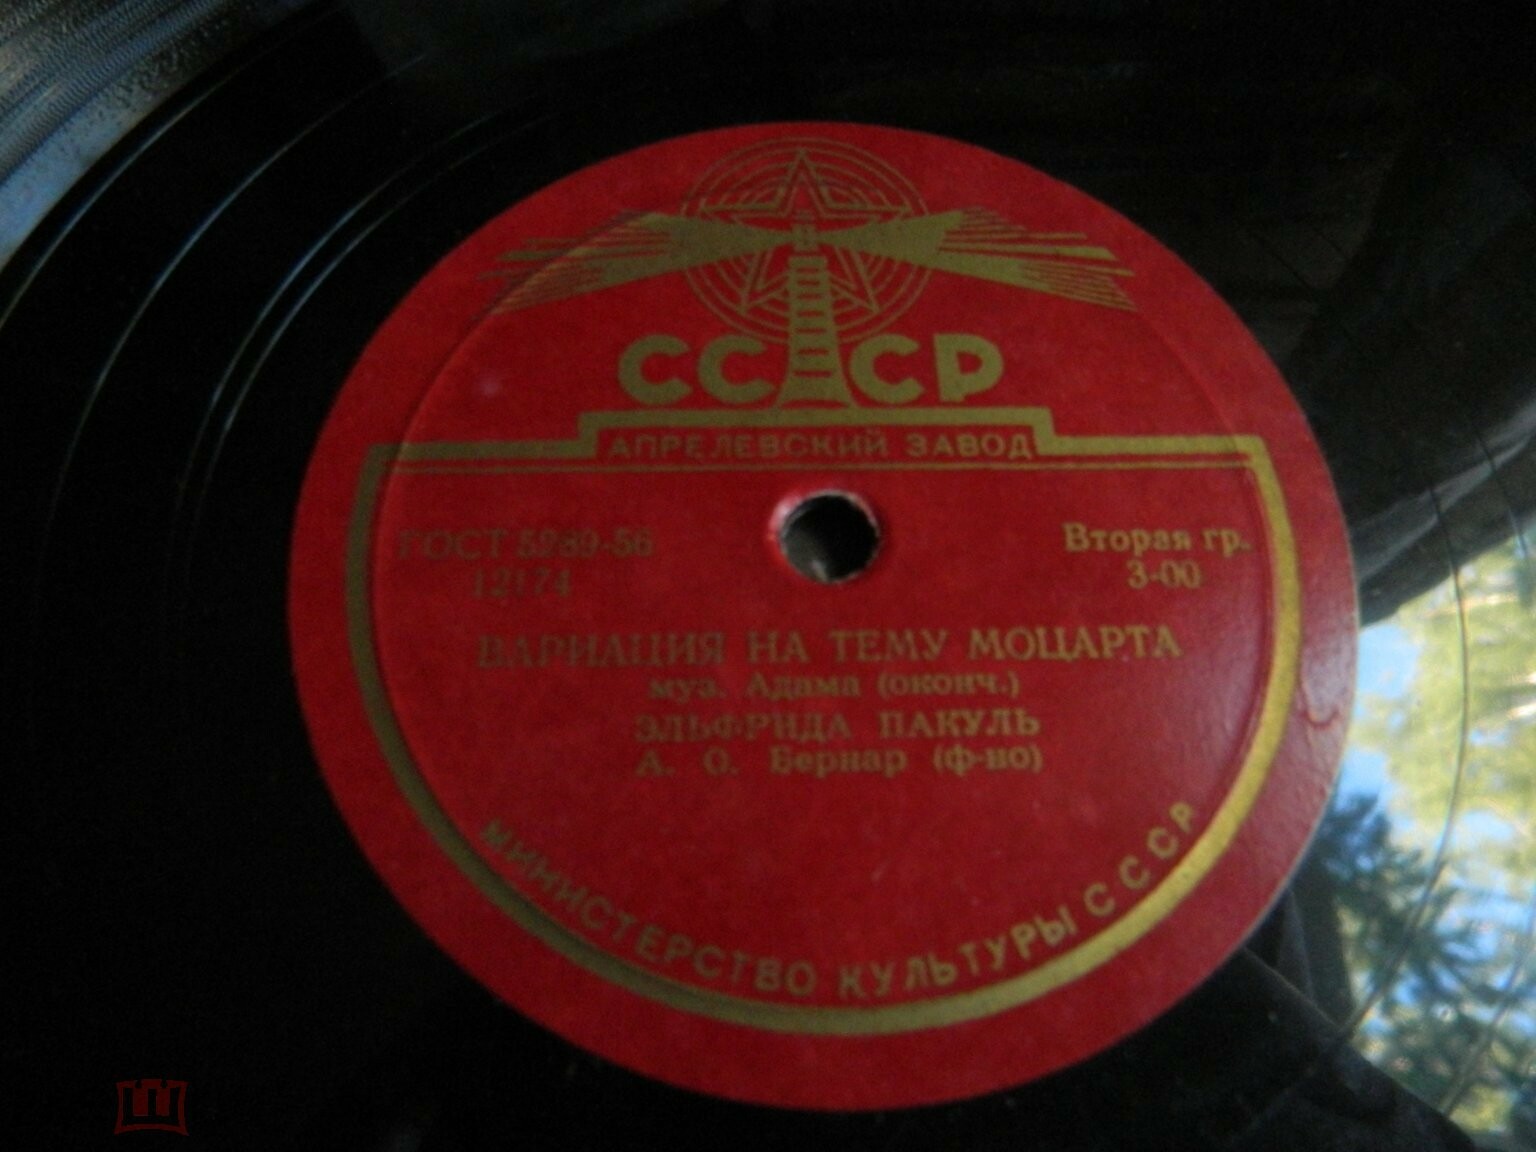 СССР
АПРЕЛЕВСКИЙ ЗАВОД
ГОСТ 5289-56
Вторая гр.
12174
3-00
ВАРИАЦИЯ НА ТЕМУ МОЦАРТА
муз. Адама (оконч.)
ЭЛЬФРИДА ПАКУЛЬ
А. О. Бернар (ф-но)
МИНИСТЕРСТВО КУЛЬТУРЫ СССР